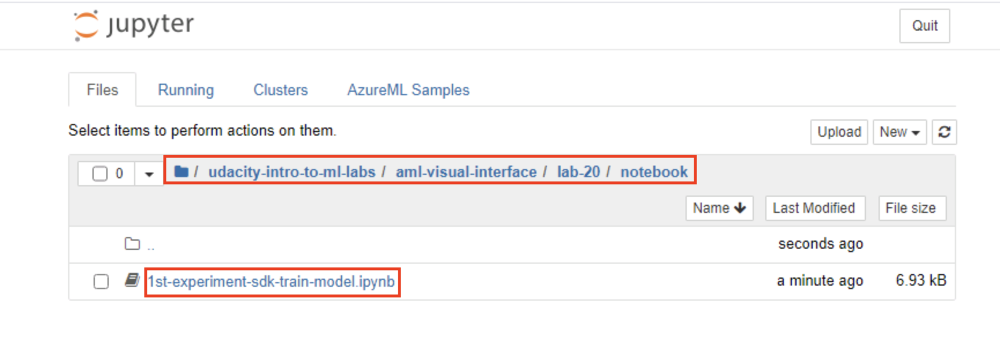 jupyter Quit
Files Running Clusters AzureML Samples
Select items to perform actions on them. Upload New
0 / udacity-intro-to-ml-labs / aml-visual-interface / lab-20 / notebook
Name Last Modified File size
.. seconds ago
1st-experiment-sdk-train-model.ipynb a minute ago 6.93 kB